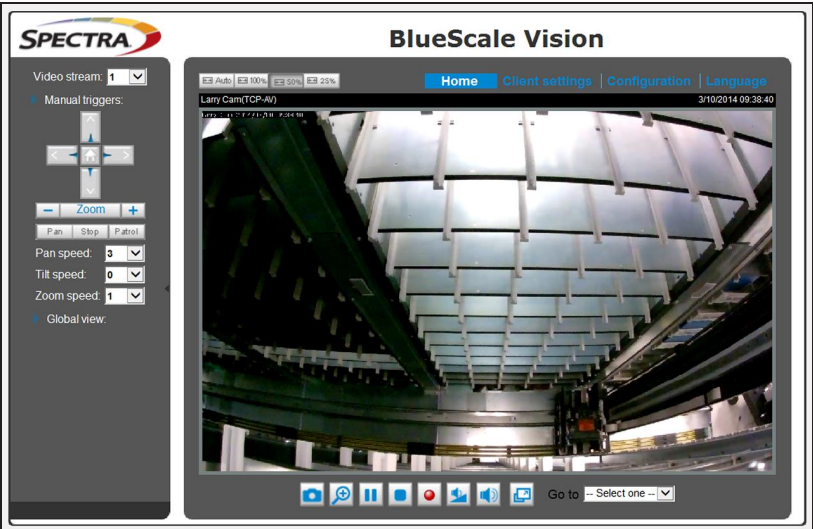 SPECTRA
BlueScale Vision
Video stream: 1
Manual triggers:
Zoom
Pan Stop Patrol
Pan speed: 3
Tilt speed: 0
Zoom speed: 1
Global view:
Auto 100% 50% 25%
Home Client settings Configuration Language
Larry Cam(TCP-AV) 3/10/2014 09:38:40
Go to -- Select one --